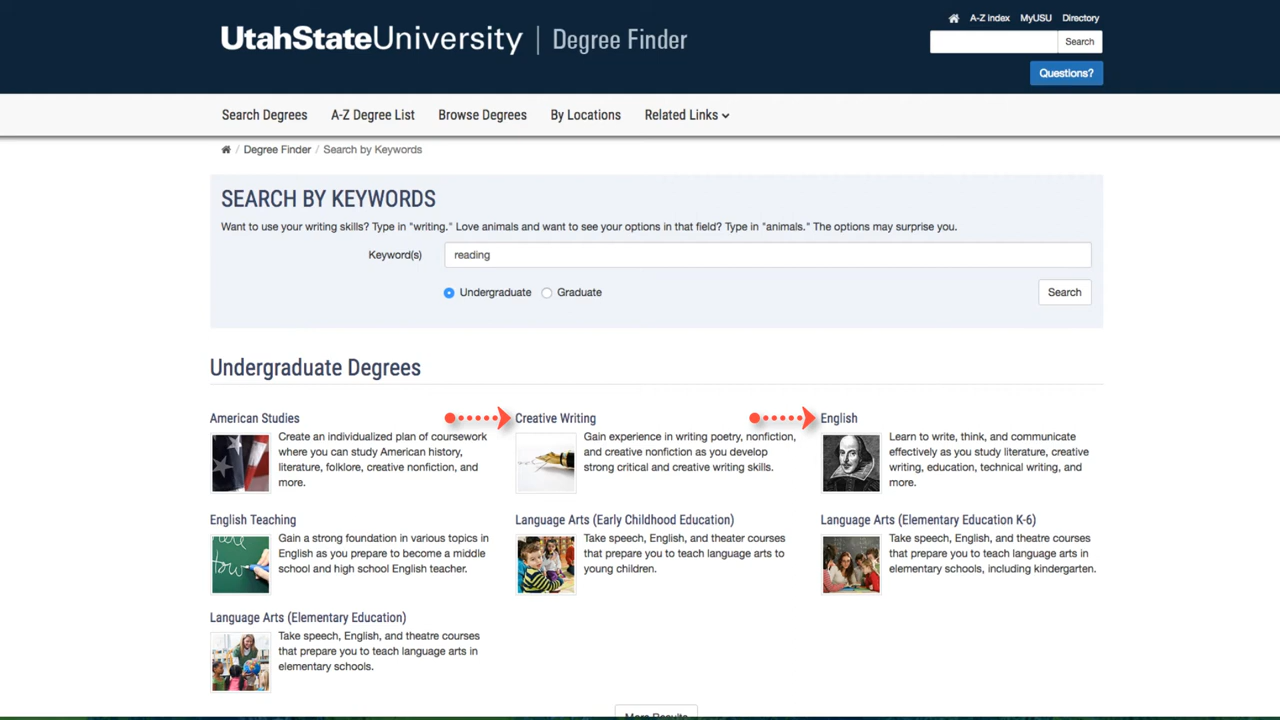 A-Z index MyUSU Directory
UtahStateUniversity | Degree Finder
Search
Questions?
Search Degrees A-Z Degree List Browse Degrees By Locations Related Links
/ Degree Finder / Search by Keywords
SEARCH BY KEYWORDS
Want to use your writing skills? Type in "writing." Love animals and want to see your options in that field? Type in "animals." The options may surprise you.
Keyword(s) reading
Undergraduate Graduate
Search
Undergraduate Degrees
American Studies
Create an individualized plan of coursework
where you can study American history,
literature, folklore, creative nonfiction, and
more.
Creative Writing
Gain experience in writing poetry, nonfiction,
and creative nonfiction as you develop
strong critical and creative writing skills.
English
Learn to write, think, and communicate
effectively as you study literature, creative
writing, education, technical writing, and
more.
English Teaching
Gain a strong foundation in various topics in
English as you prepare to become a middle
school and high school English teacher.
Language Arts (Early Childhood Education)
Take speech, English, and theater courses
that prepare you to teach language arts to
young children.
Language Arts (Elementary Education K-6)
Take speech, English, and theatre courses
that prepare you to teach language arts in
elementary schools, including kindergarten.
Language Arts (Elementary Education)
Take speech, English, and theatre courses
that prepare you to teach language arts in
elementary schools.
More Results